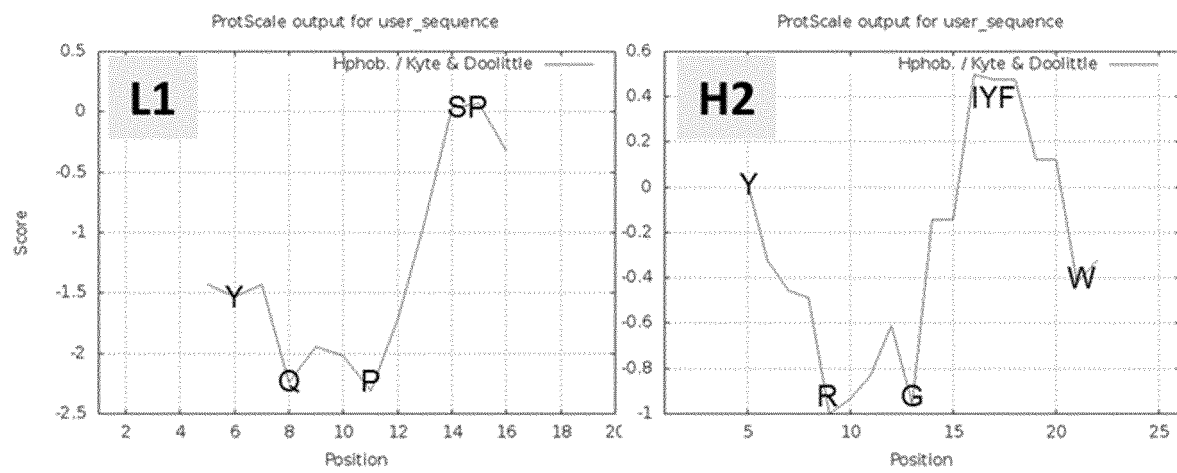 ProtScale output for user_sequence
Hphob. / Kyte & Doolittle
L1
SP
Y
Q
P
0.5
0
-0.5
-1
-1.5
-2
-2.5
Score
2 4 6 8 10 12 14 16 18 20
Position
ProtScale output for user_sequence
Hphob. / Kyte & Doolittle
H2
IYF
Y
W
R
G
0.6
0.4
0.2
0
-0.2
-0.4
-0.6
-0.8
-1
5 10 15 20 25
Position